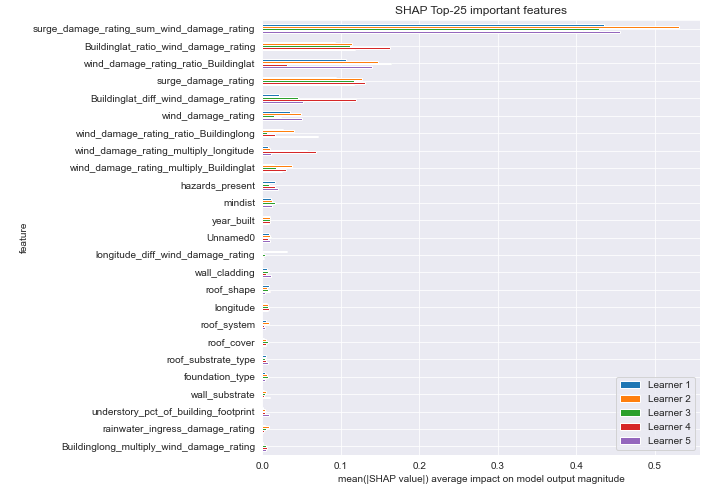 SHAP Top-25 important features
surge_damage_rating_sum_wind_damage_rating
Buildinglat_ratio_wind_damage_rating
wind_damage_rating_ratio_Buildinglat
surge_damage_rating
Buildinglat_diff_wind_damage_rating
wind_damage_rating
wind_damage_rating_ratio_Buildinglong
wind_damage_rating_multiply_longitude
wind_damage_rating_multiply_Buildinglat
hazards_present
mindist
year_built
Unnamed0
longitude_diff_wind_damage_rating
wall_cladding
roof_shape
longitude
roof_system
roof_cover
roof_substrate_type
foundation_type
wall_substrate
understory_pct_of_building_footprint
rainwater_ingress_damage_rating
Buildinglong_multiply_wind_damage_rating
feature
Learner 1
Learner 2
Learner 3
Learner 4
Learner 5
0.0 0.1 0.2 0.3 0.4 0.5
mean(|SHAP value|) average impact on model output magnitude